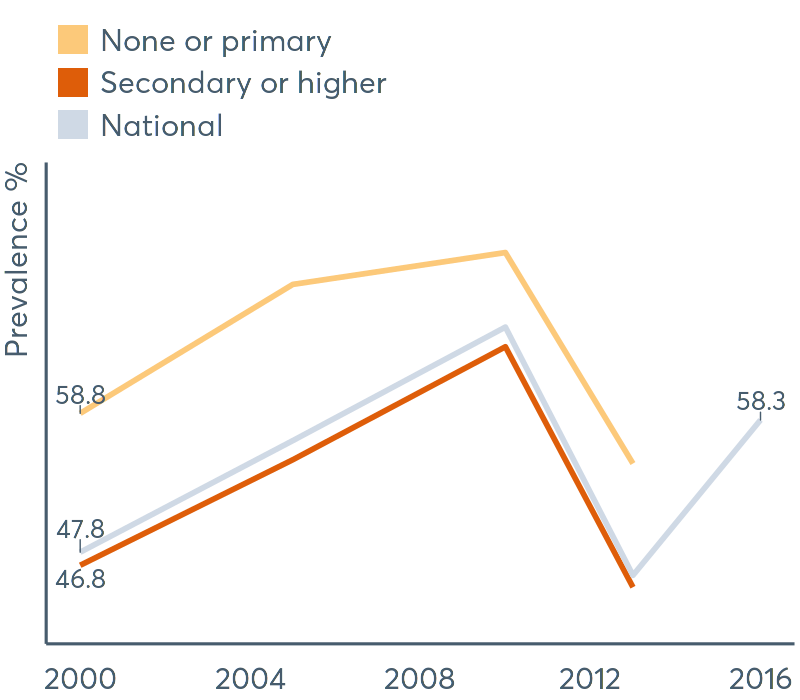 None or primary
Secondary or higher
National
Prevalence %
58.8
58.3
47.8
46.8
2000 2004 2008 2012 2016